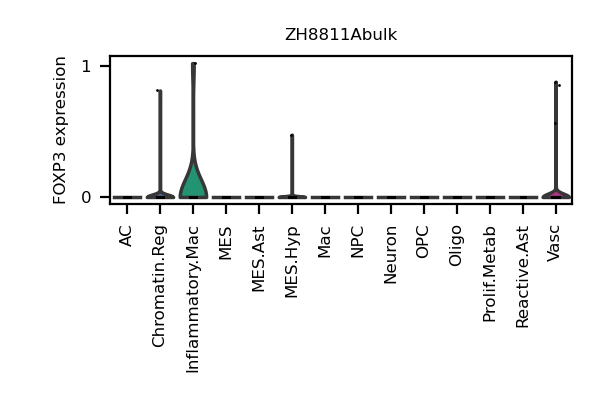 ZH8811Abulk
FOXP3 expression
1
0
AC
Chromatin.Reg
Inflammatory.Mac
MES
MES.Ast
MES.Hyp
Mac
NPC
Neuron
OPC
Oligo
Prolif.Metab
Reactive.Ast
Vasc